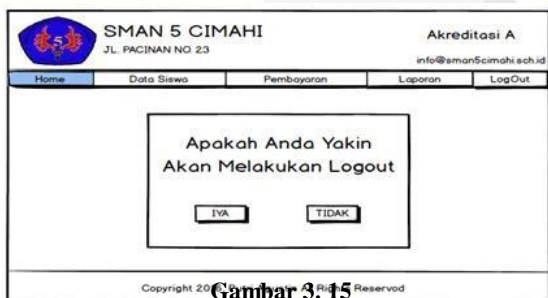 SMAN 5 CIMAHI
JL. PACINAN NO 23
Akreditasi A
info@sman5cimahi.sch.id
Home Data Siswa Pembayaran Laporan LogOut
Apakah Anda Yakin
Akan Melakukan Logout
IYA TIDAK
Copyright Reservod
Gambar 3. 15